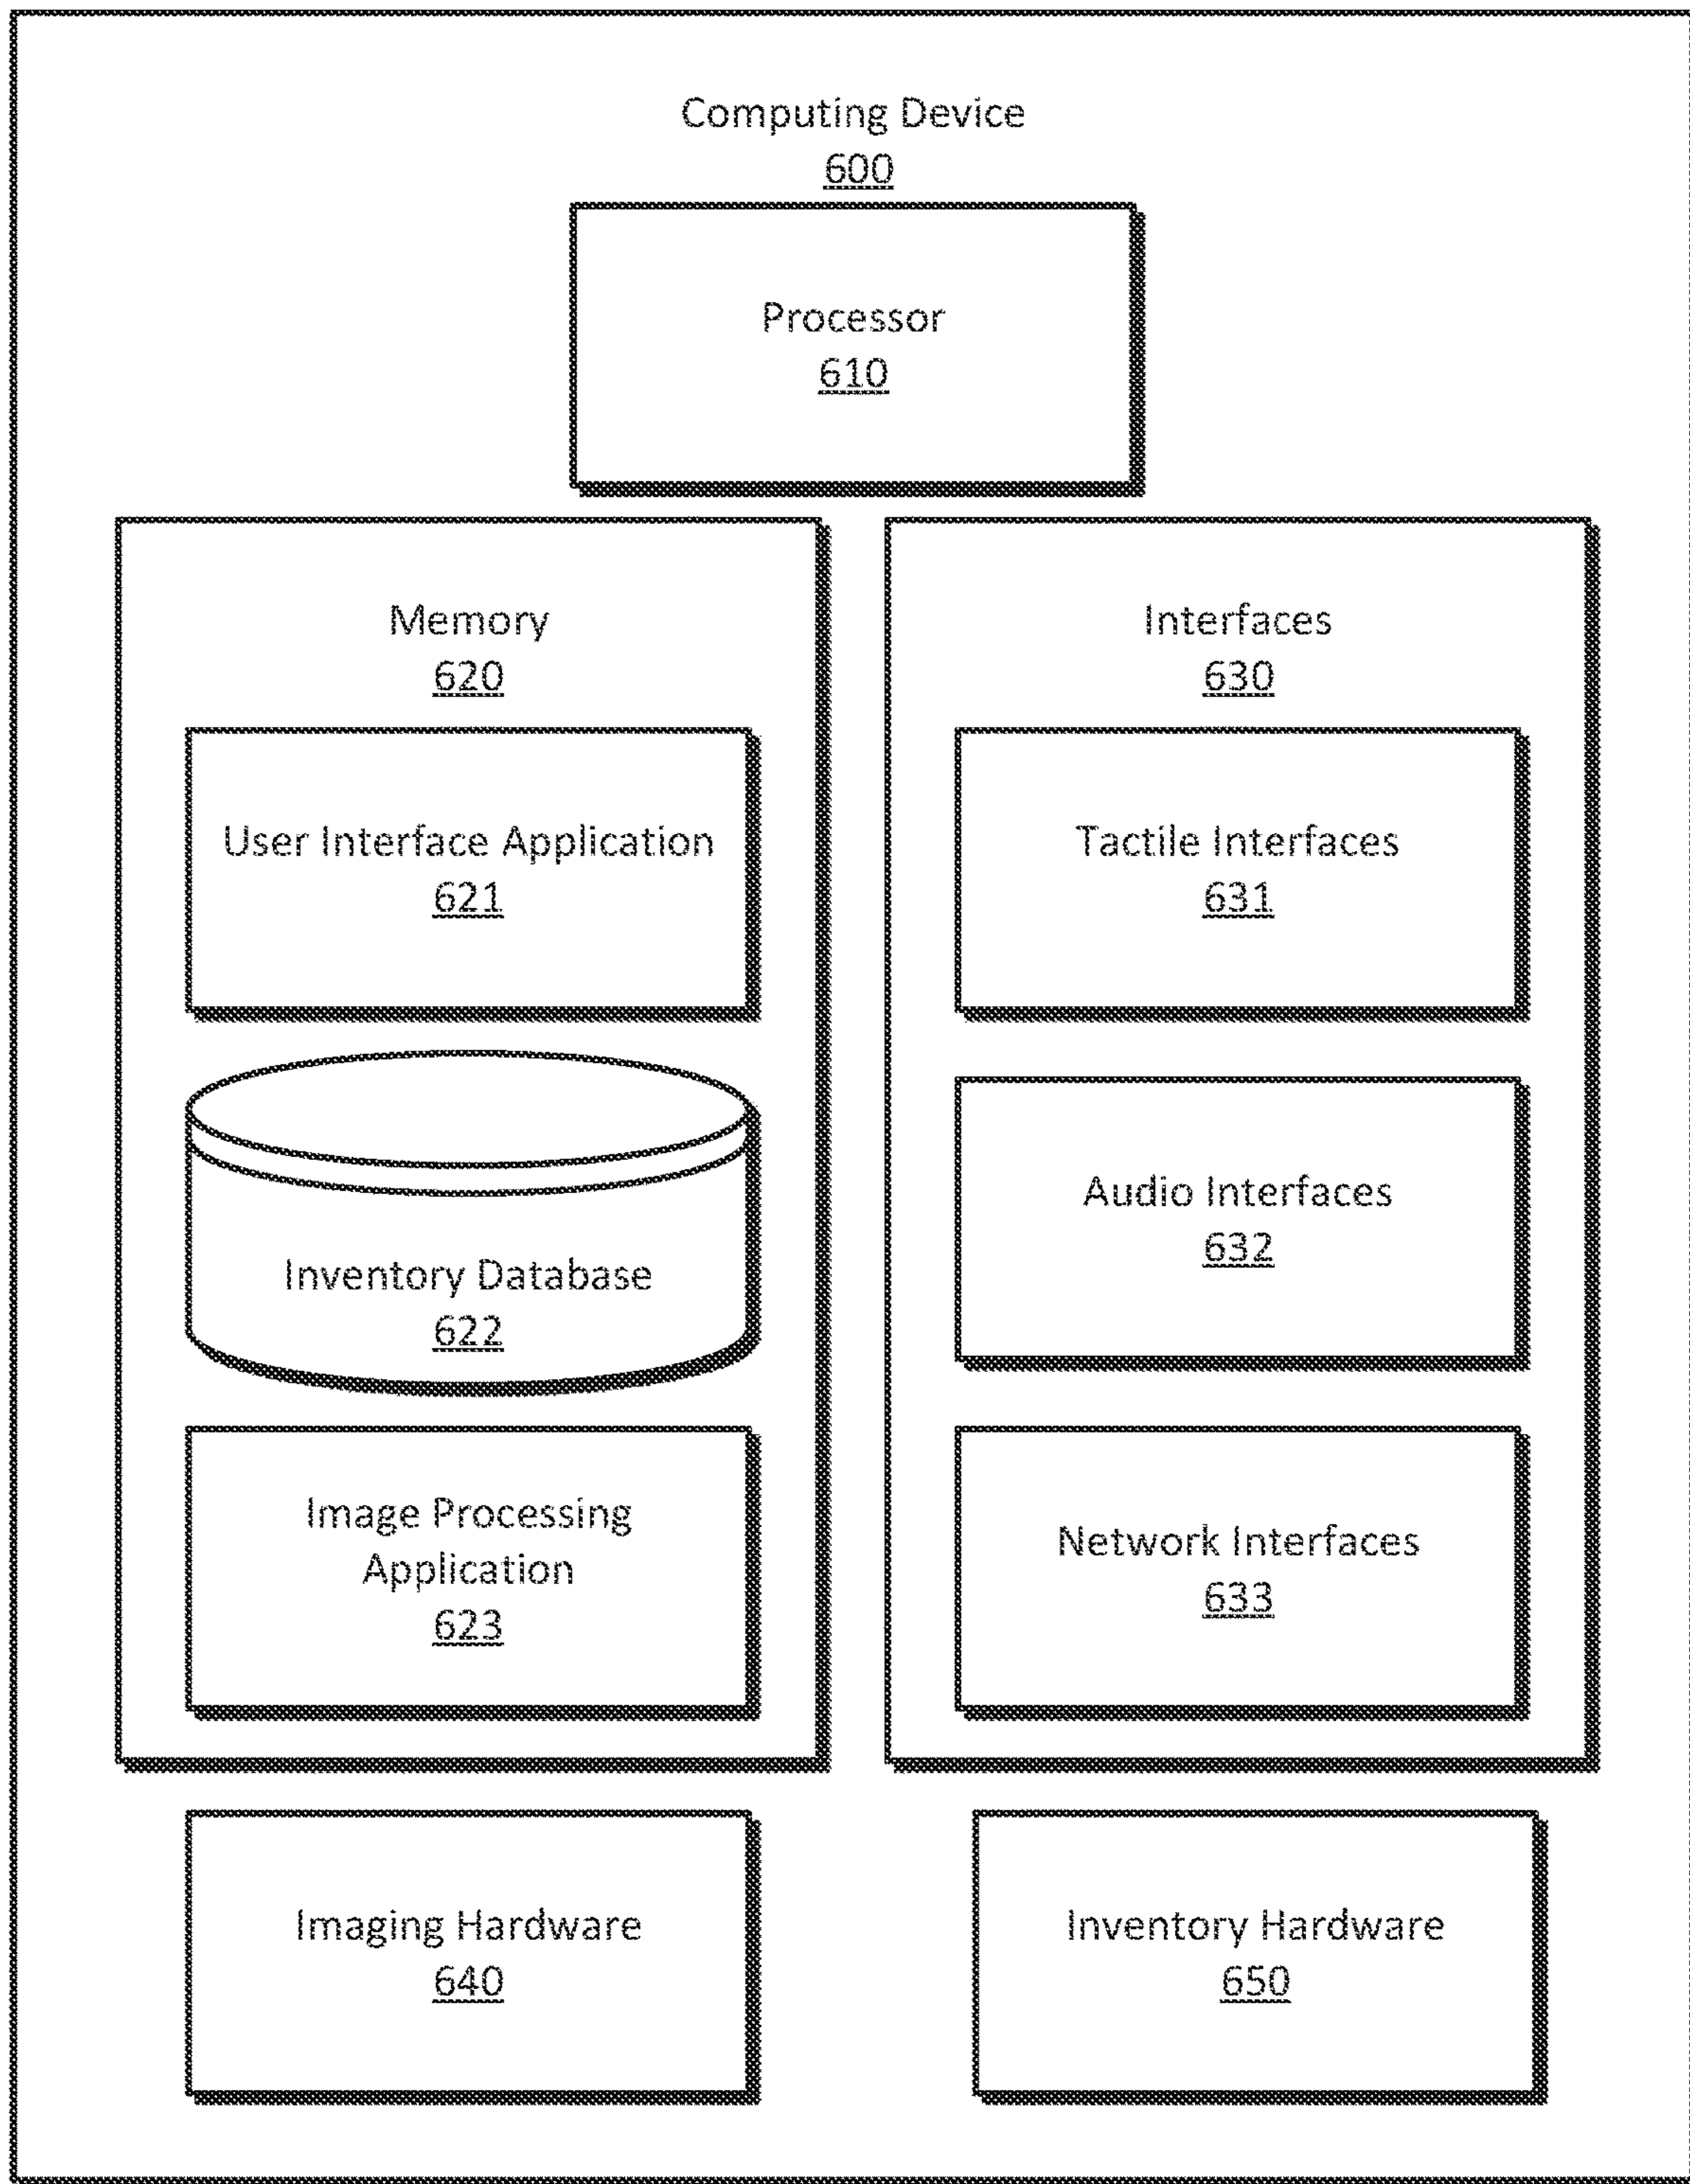 Computing Device
600
Processor
610
Memory
620
User Interface Application
621
Inventory Database
622
Image Processing
Application
623
Interfaces
630
Tactile Interfaces
631
Audio Interfaces
632
Network Interfaces
633
Imaging Hardware
640
Inventory Hardware
650